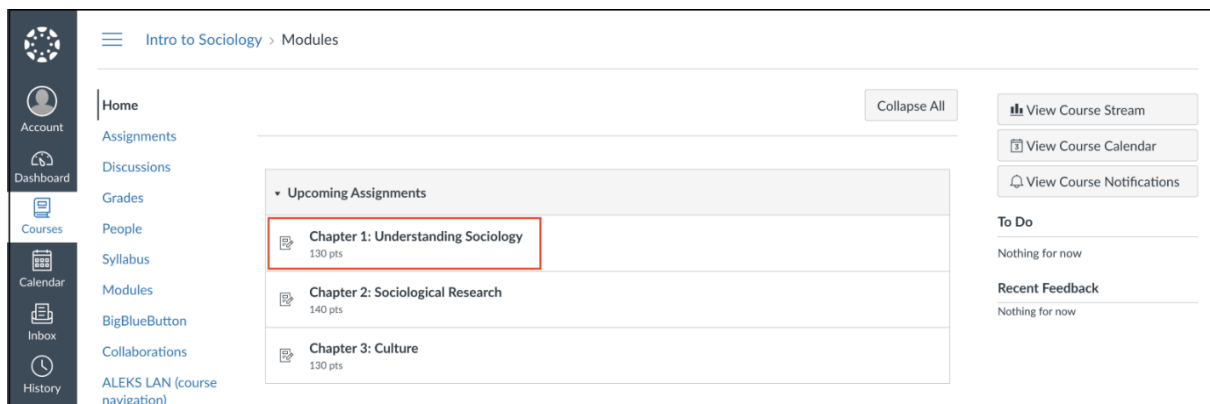 Intro to Sociology > Modules
Account
Dashboard
Courses
Calendar
Inbox
History
Home
Assignments
Discussions
Grades
People
Syllabus
Modules
BigBlueButton
Collaborations
ALEKS LAN (course
navigation)
Collapse All
Upcoming Assignments
Chapter 1: Understanding Sociology
130 pts
Chapter 2: Sociological Research
140 pts
Chapter 3: Culture
130 pts
View Course Stream
3 View Course Calendar
View Course Notifications
To Do
Nothing for now
Recent Feedback
Nothing for now